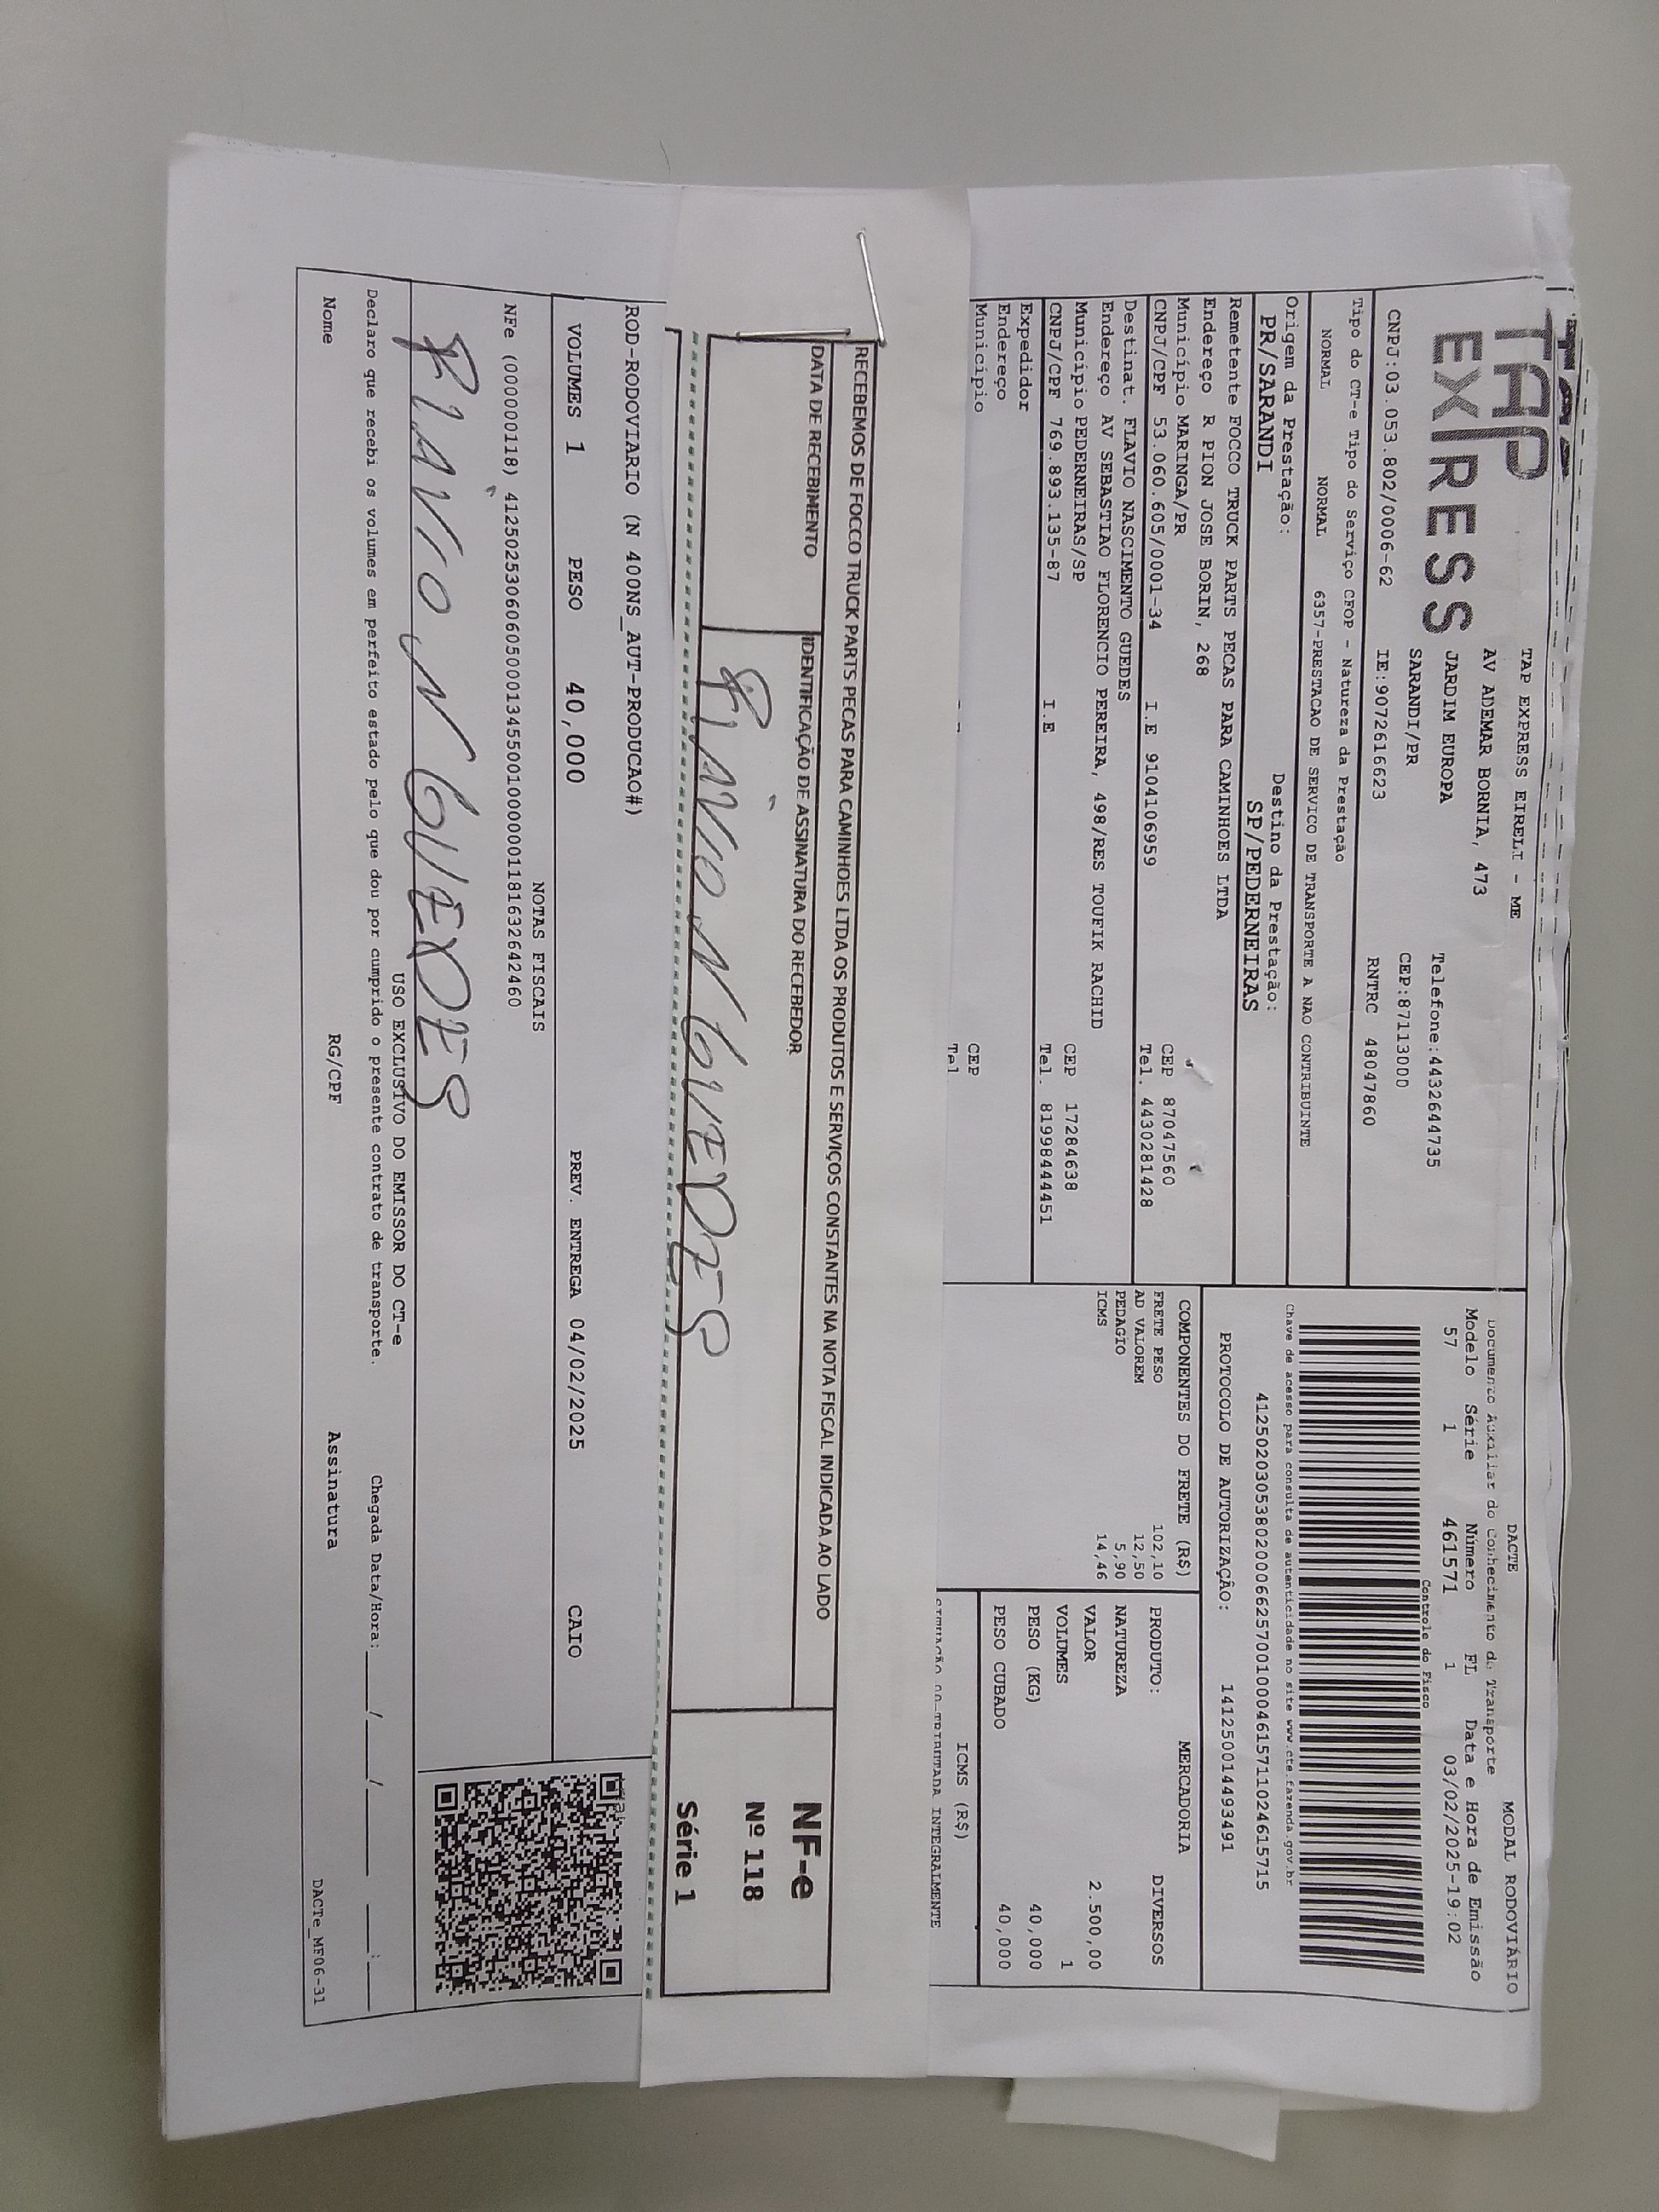 TAP
EXPRESS
TAP EXPRESS EIRELI - ME
AV ADEMAR BORNIA, 473
JARDIM EUROPA
SARANDI/PR
Telefone:4432644735
CEP:87113000
CNPJ:03.053.802/0006-62 IE:9072616623 RNTRC 48047860
Tipo do CT-e Tipo do Serviço CFOP - Natureza da Prestação
NORMAL NORMAL 6357-PRESTACAO DE SERVICO DE TRANSPORTE A NAO CONTRIBUINTE
Origem da Prestação: Destino da Prestação:
PR/SARANDI SP/PEDERNEIRAS
Remetente FOCCO TRUCK PARTS PECAS PARA CAMINHOES LTDA
Endereço R PION JOSE BORIN, 268
Município MARINGA/PR CEP 87047560
CNPJ/CPF 53.060.605/0001-34 I.E 9104106959 Tel. 4430281428
Destinat. FLAVIO NASCIMENTO GUEDES
Endereço AV SEBASTIAO FLORENCIO PEREIRA, 498/RES TOUFIK RACHID
Município PEDERNEIRAS/SP CEP 17284638
CNPJ/CPF 769.893.135-87 I.E Tel. 81998444451
Expedidor
Endereço
Município CEP
Tel
DACTE MODAL RODOVIÁRIO
Documento Auxiliar do Conhecimento de Transporte
Modelo Série Número FL Data e Hora de Emissão
57 1 461571 1 03/02/2025-19:02
Controle do Fisco
Chave de acesso para consulta de autenticidade no site www.cte.fazenda.gov.br
41250203053802000662570010004615711024615715
PROTOCOLO DE AUTORIZAÇÃO: 141250014493491
COMPONENTES DO FRETE (R$)
FRETE PESO 102,10
AD VALOREM 12,50
PEDAGIO 5,90
ICMS 14,46
MERCADORIA
PRODUTO: DIVERSOS
NATUREZA
VALOR 2.500,00
VOLUMES 1
PESO (KG) 40,000
PESO CUBADO 40,000
ICMS (R$)
RECEBEMOS DE FOCCO TRUCK PARTS PECAS PARA CAMINHOES LTDA OS PRODUTOS E SERVIÇOS CONSTANTES NA NOTA FISCAL INDICADA AO LADO
DATA DE RECEBIMENTO IDENTIFICAÇÃO DE ASSINATURA DO RECEBEDOR
FLAVIO N GUEDES
NF-e
Nº 118
Série 1
ROD-RODOVIARIO (N 400NS_AUT-PRODUCAO#)
VOLUMES 1 PESO 40,000 PREV. ENTREGA 04/02/2025 CAIO
NOTAS FISCAIS
NFe (000000118) 41250253060605000134550010000001181632642460
FLAVIO N GUEDES
USO EXCLUSIVO DO EMISSOR DO CT-e
Declaro que recebi os volumes em perfeito estado pelo que dou por cumprido o presente contrato de transporte. Chegada Data/Hora: ___/___/___ __:__
Nome RG/CPF Assinatura
DACTe_MF06-31